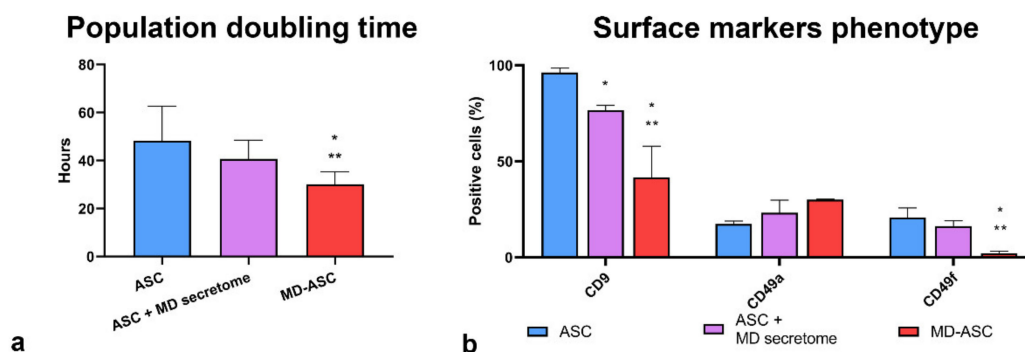 Population doubling time
80
60
40
20
0
Hours
*
**
ASC
ASC + MD secretome
MD-ASC
a
Surface markers phenotype
100
50
0
Positive cells (%)
*
*
**
*
**
CD9
CD49a
CD49f
ASC
ASC +
MD secretome
MD-ASC
b